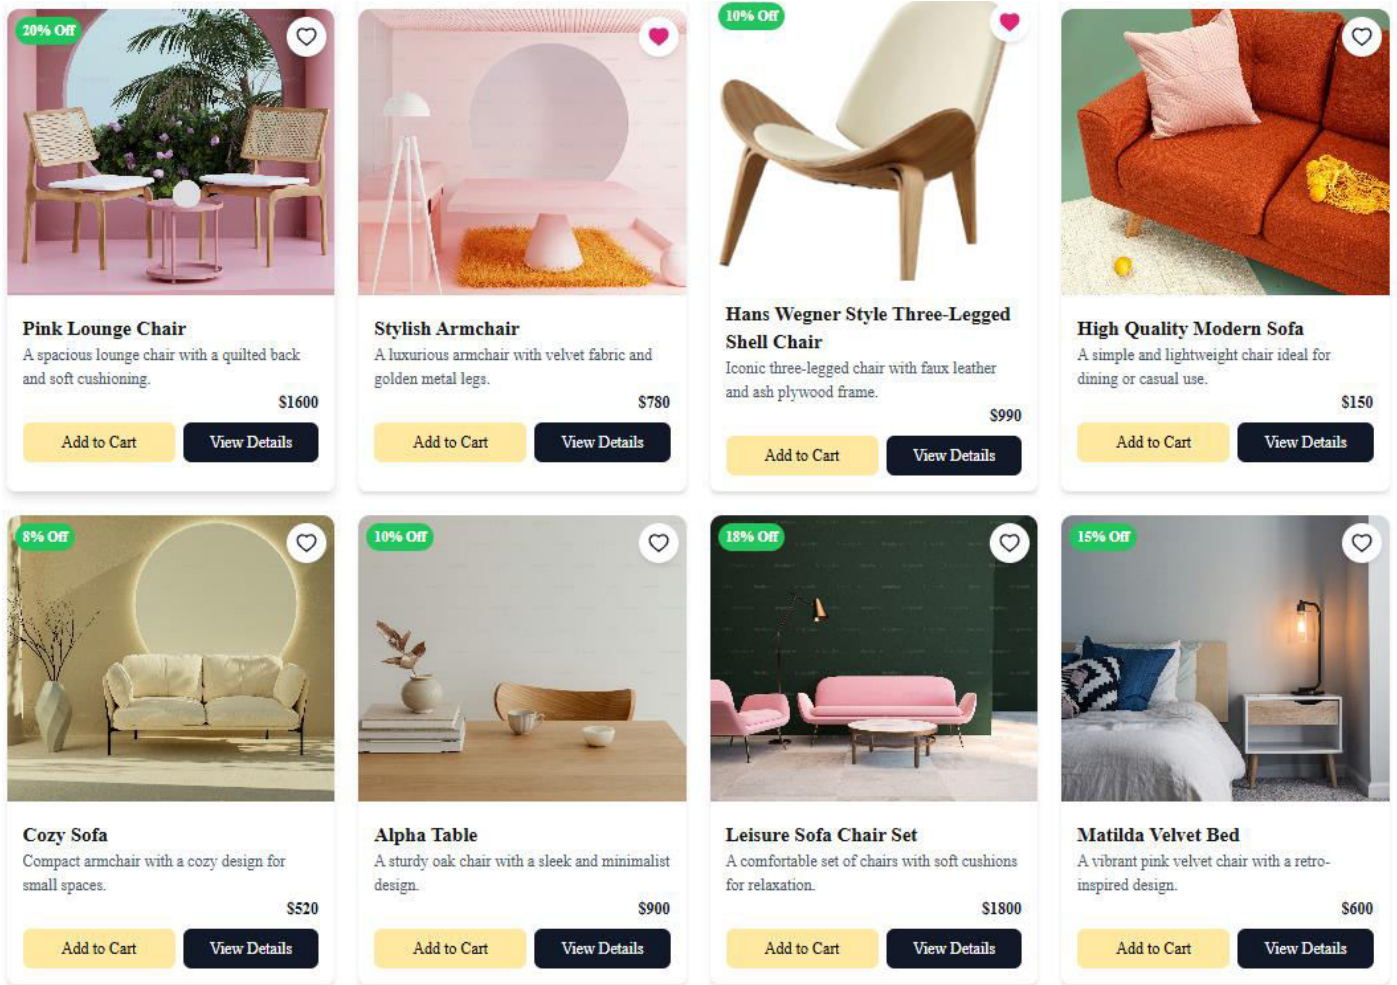 20% Off
10% Off
Pink Lounge Chair
A spacious lounge chair with a quilted back
and soft cushioning.
$1600
Add to Cart
View Details
Stylish Armchair
A luxurious armchair with velvet fabric and
golden metal legs.
$780
Add to Cart
View Details
Hans Wegner Style Three-Legged
Shell Chair
Iconic three-legged chair with faux leather
and ash plywood frame.
$990
Add to Cart
View Details
High Quality Modern Sofa
A simple and lightweight chair ideal for
dining or casual use.
$150
Add to Cart
View Details
8% Off
10% Off
18% Off
15% Off
Cozy Sofa
Compact armchair with a cozy design for
small spaces.
$520
Add to Cart
View Details
Alpha Table
A sturdy oak chair with a sleek and minimalist
design.
$900
Add to Cart
View Details
Leisure Sofa Chair Set
A comfortable set of chairs with soft cushions
for relaxation.
$1800
Add to Cart
View Details
Matilda Velvet Bed
A vibrant pink velvet chair with a retro-
inspired design.
$600
Add to Cart
View Details